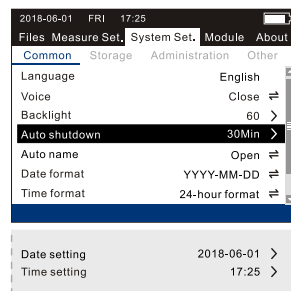 2018-06-01 FRI 17:25
Files Measure Set. System Set. Module About
Common Storage Administration Other
Language English
Voice Close ⇌
Backlight 60 >
Auto shutdown 30Min >
Auto name Open ⇌
Date format YYYY-MM-DD ⇌
Time format 24-hour format ⇌
Date setting 2018-06-01 >
Time setting 17:25 >